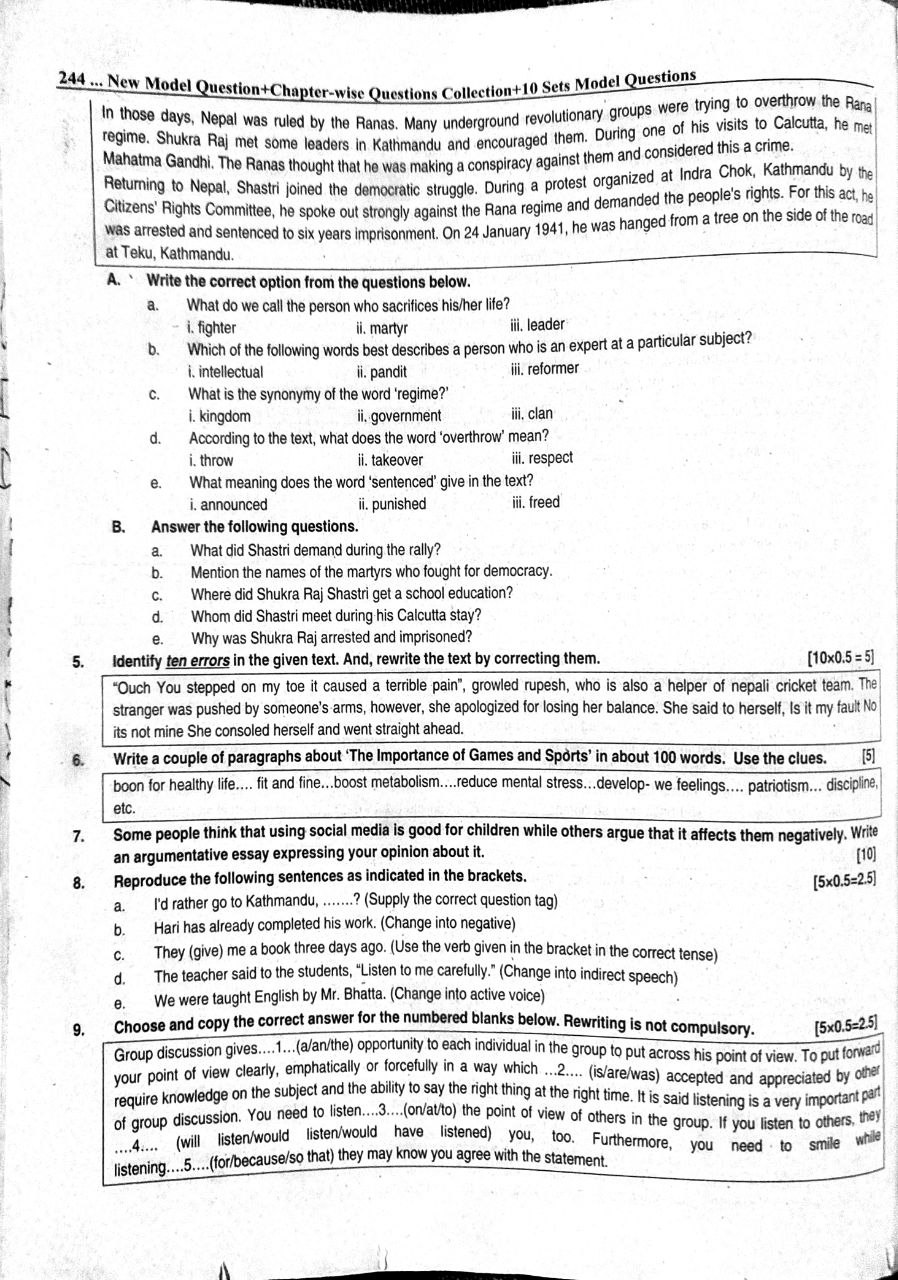 244 ... New Model Question+Chapter-wise Questions Collection+10 Sets Model Questions
In those days, Nepal was ruled by the Ranas. Many underground revolutionary groups were trying to overthrow the Rana
regime. Shukra Raj met some leaders in Kathmandu and encouraged them. During one of his visits to Calcutta, he met
Mahatma Gandhi. The Ranas thought that he was making a conspiracy against them and considered this a crime.
Returning to Nepal, Shastri joined the democratic struggle. During a protest organized at Indra Chok, Kathmandu by the
Citizens' Rights Committee, he spoke out strongly against the Rana regime and demanded the people's rights. For this act, he
was arrested and sentenced to six years imprisonment. On 24 January 1941, he was hanged from a tree on the side of the road
at Teku, Kathmandu.
A. Write the correct option from the questions below.
a. What do we call the person who sacrifices his/her life?
i. fighter ii. martyr iii. leader
b. Which of the following words best describes a person who is an expert at a particular subject?
i. intellectual ii. pandit iii. reformer
c. What is the synonymy of the word 'regime?'
i. kingdom ii. government iii. clan
d. According to the text, what does the word 'overthrow' mean?
i. throw ii. takeover iii. respect
e. What meaning does the word 'sentenced' give in the text?
i. announced ii. punished iii. freed
B. Answer the following questions.
a. What did Shastri demand during the rally?
b. Mention the names of the martyrs who fought for democracy.
c. Where did Shukra Raj Shastri get a school education?
d. Whom did Shastri meet during his Calcutta stay?
e. Why was Shukra Raj arrested and imprisoned?
5. Identify ten errors in the given text. And, rewrite the text by correcting them. [10x0.5 = 5]
"Ouch You stepped on my toe it caused a terrible pain", growled rupesh, who is also a helper of nepali cricket team. The
stranger was pushed by someone's arms, however, she apologized for losing her balance. She said to herself, Is it my fault No
its not mine She consoled herself and went straight ahead.
6. Write a couple of paragraphs about 'The Importance of Games and Sports' in about 100 words. Use the clues. [5]
boon for healthy life.... fit and fine...boost metabolism....reduce mental stress...develop- we feelings.... patriotism... discipline,
etc.
7. Some people think that using social media is good for children while others argue that it affects them negatively. Write
an argumentative essay expressing your opinion about it. [10]
8. Reproduce the following sentences as indicated in the brackets. [5x0.5=2.5]
a. I'd rather go to Kathmandu, .......? (Supply the correct question tag)
b. Hari has already completed his work. (Change into negative)
c. They (give) me a book three days ago. (Use the verb given in the bracket in the correct tense)
d. The teacher said to the students, "Listen to me carefully." (Change into indirect speech)
e. We were taught English by Mr. Bhatta. (Change into active voice)
9. Choose and copy the correct answer for the numbered blanks below. Rewriting is not compulsory. [5x0.5=2.5]
Group discussion gives....1...(a/an/the) opportunity to each individual in the group to put across his point of view. To put forward
your point of view clearly, emphatically or forcefully in a way which ...2.... (is/are/was) accepted and appreciated by other
require knowledge on the subject and the ability to say the right thing at the right time. It is said listening is a very important part
of group discussion. You need to listen....3....(on/at/to) the point of view of others in the group. If you listen to others, they
....4.... (will listen/would listen/would have listened) you, too. Furthermore, you need to smile while
listening....5....(for/because/so that) they may know you agree with the statement.